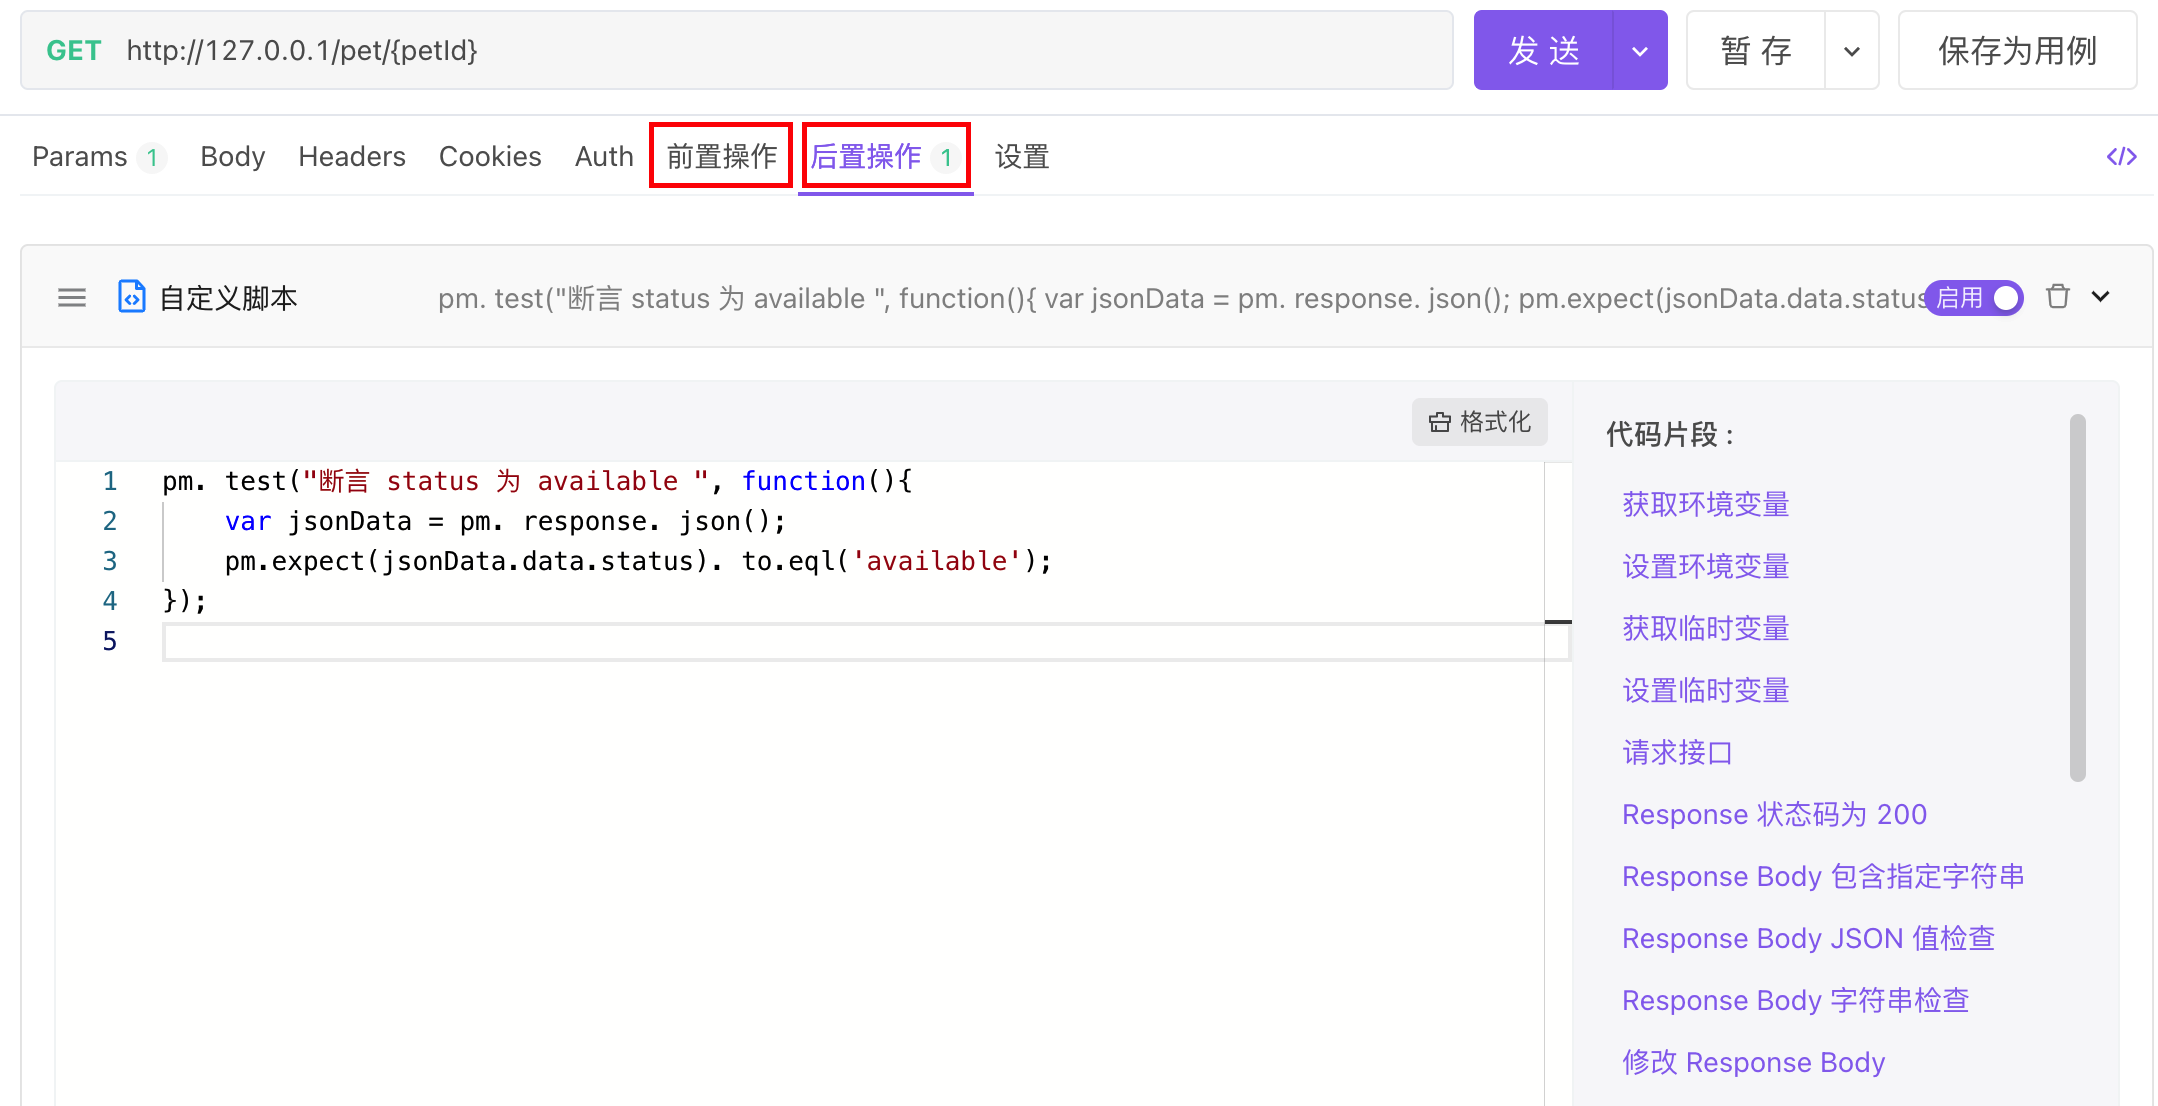 GET http://127.0.0.1/pet/{petId}
发 送
暂 存
保存为用例
Params 1 Body Headers Cookies Auth 前置操作 后置操作 1 设置 </>
自定义脚本 pm. test("断言 status 为 available ", function(){ var jsonData = pm. response. json(); pm.expect(jsonData.data.status 启用
格式化
1 pm. test("断言 status 为 available ", function(){
2 var jsonData = pm. response. json();
3 pm.expect(jsonData.data.status). to.eql('available');
4 });
5
代码片段 :
获取环境变量
设置环境变量
获取临时变量
设置临时变量
请求接口
Response 状态码为 200
Response Body 包含指定字符串
Response Body JSON 值检查
Response Body 字符串检查
修改 Response Body